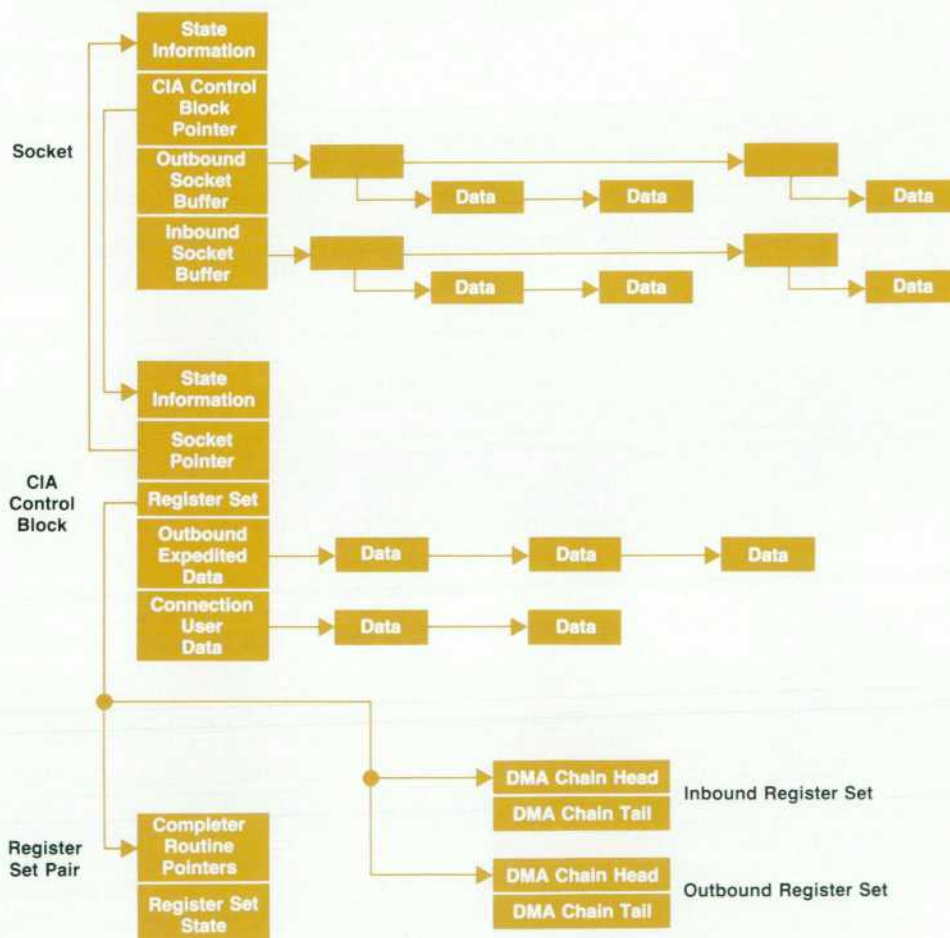 Socket
State
Information
CIA Control
Block
Pointer
Outbound
Socket
Buffer
Data
Data
Data
Inbound
Socket
Buffer
Data
Data
Data
CIA
Control
Block
State
Information
Socket
Pointer
Register Set
Outbound
Expedited
Data
Data
Data
Data
Connection
User
Data
Data
Data
Register
Set Pair
Completer
Routine
Pointers
Register Set
State
DMA Chain Head
DMA Chain Tail
Inbound Register Set
DMA Chain Head
DMA Chain Tail
Outbound Register Set